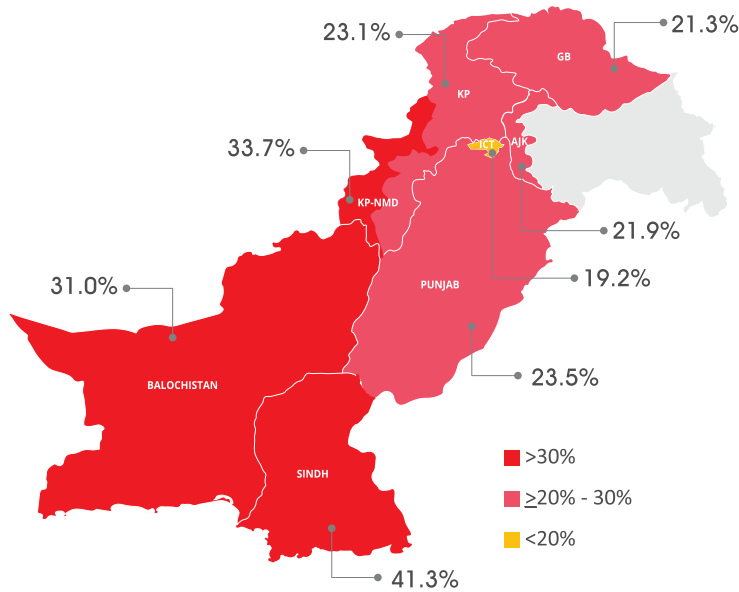 23.1%
21.3%
GB
KP
33.7%
ICT
AJK
KP-NMD
21.9%
31.0%
PUNJAB
19.2%
BALOCHISTAN
23.5%
>30%
SINDH
≥20% - 30%
<20%
41.3%